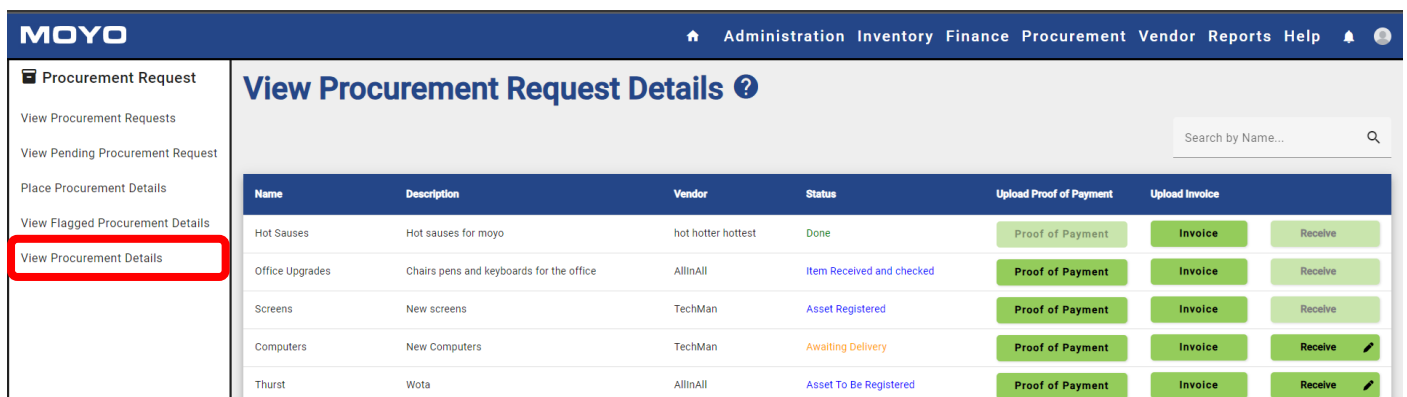 MOYO
Administration Inventory Finance Procurement Vendor Reports Help
Procurement Request
View Procurement Requests
View Pending Procurement Request
Place Procurement Details
View Flagged Procurement Details
View Procurement Details
View Procurement Request Details ?
Search by Name...
Name Description Vendor Status Upload Proof of Payment Upload Invoice
Hot Sauses Hot sauses for moyo hot hotter hottest Done Proof of Payment Invoice Receive
Office Upgrades Chairs pens and keyboards for the office AllInAll Item Received and checked Proof of Payment Invoice Receive
Screens New screens TechMan Asset Registered Proof of Payment Invoice Receive
Computers New Computers TechMan Awaiting Delivery Proof of Payment Invoice Receive
Thurst Wota AllInAll Asset To Be Registered Proof of Payment Invoice Receive